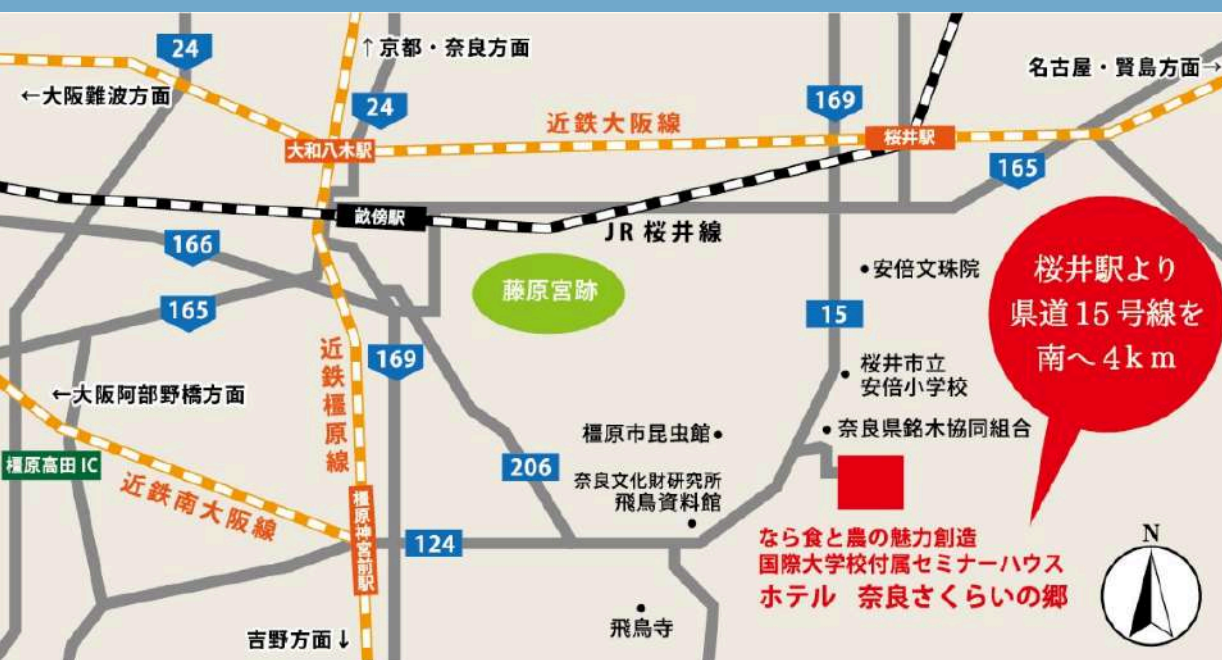 24
↑京都・奈良方面
名古屋・賢島方面→
←大阪難波方面
24
169
近鉄大阪線
大和八木駅
桜井駅
165
畝傍駅
JR 桜井線
166
藤原宮跡
・安倍文珠院
桜井駅より
県道15号線を
南へ4km
165
15
近鉄橿原線
169
・桜井市立
安倍小学校
←大阪阿部野橋方面
橿原市昆虫館・
・奈良県銘木協同組合
橿原高田IC
近鉄南大阪線
206
奈良文化財研究所
飛鳥資料館
橿原神宮前駅
124
なら食と農の魅力創造
国際大学校付属セミナーハウス
ホテル 奈良さくらいの郷
N
飛鳥寺
吉野方面↓